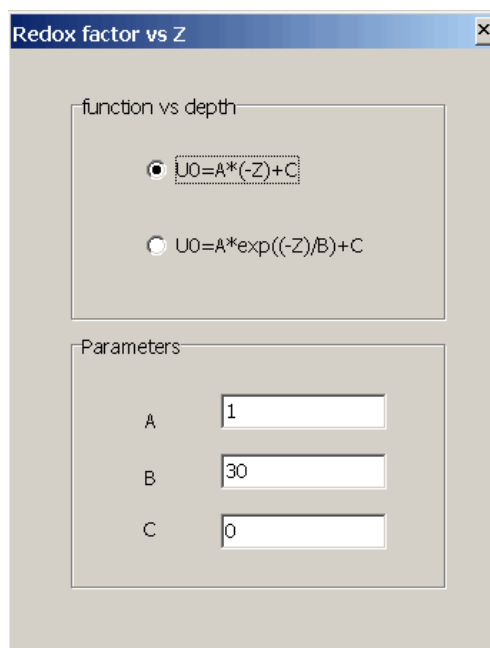 Redox factor vs Z
function vs depth
U0=A*(-Z)+C
U0=A*exp((-Z)/B)+C
Parameters
A 1
B 30
C 0